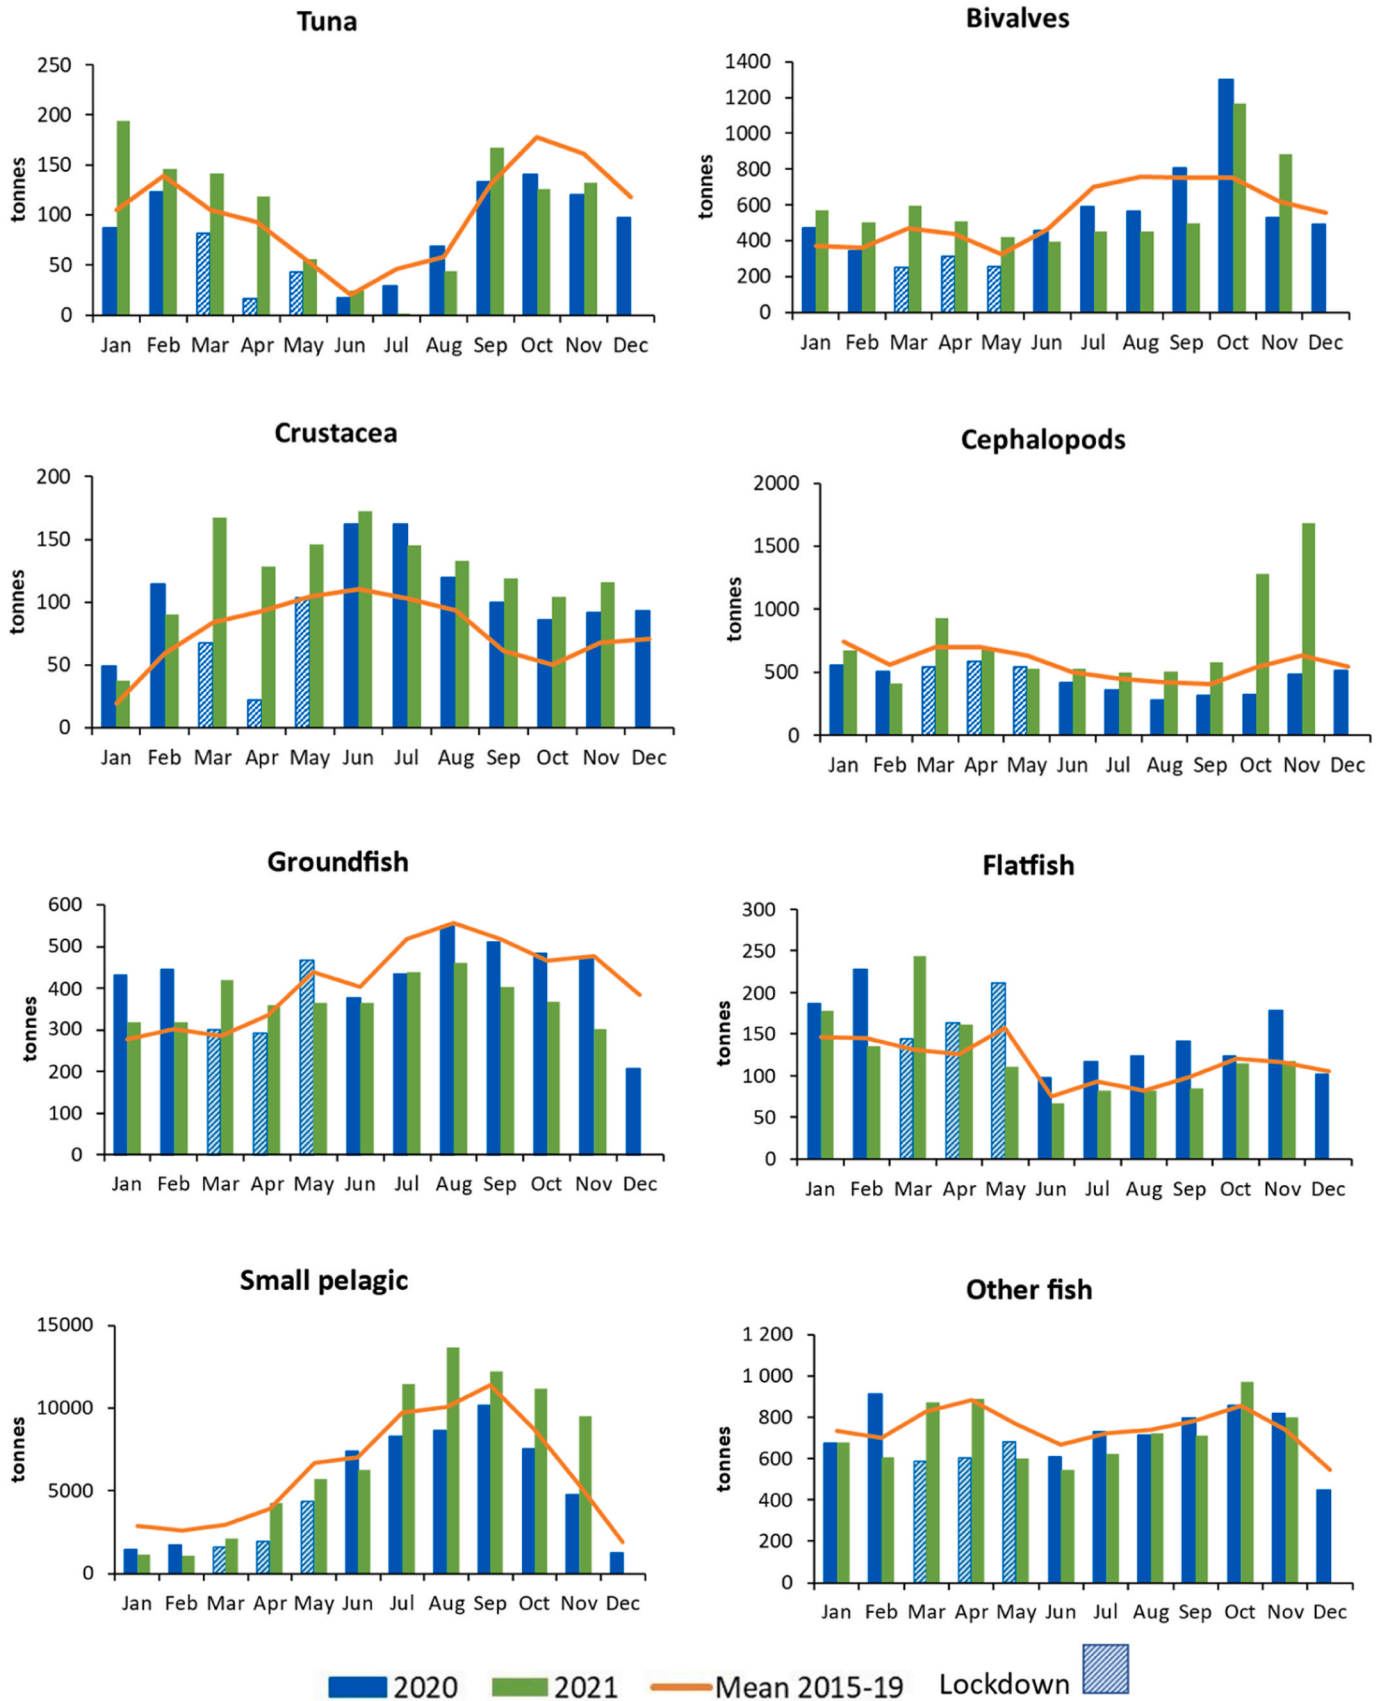 Tuna
250
200
150
100
50
0
tonnes
Jan Feb Mar Apr May Jun Jul Aug Sep Oct Nov Dec
Bivalves
1400
1200
1000
800
600
400
200
0
tonnes
Jan Feb Mar Apr May Jun Jul Aug Sep Oct Nov Dec
Crustacea
200
150
100
50
0
tonnes
Jan Feb Mar Apr May Jun Jul Aug Sep Oct Nov Dec
Cephalopods
2000
1500
1000
500
0
tonnes
Jan Feb Mar Apr May Jun Jul Aug Sep Oct Nov Dec
Groundfish
600
500
400
300
200
100
0
tonnes
Jan Feb Mar Apr May Jun Jul Aug Sep Oct Nov Dec
Flatfish
300
250
200
150
100
50
0
tonnes
Jan Feb Mar Apr May Jun Jul Aug Sep Oct Nov Dec
Small pelagic
15000
10000
5000
0
tonnes
Jan Feb Mar Apr May Jun Jul Aug Sep Oct Nov Dec
Other fish
1 200
1 000
800
600
400
200
0
tonnes
Jan Feb Mar Apr May Jun Jul Aug Sep Oct Nov Dec
2020 2021 Mean 2015-19 Lockdown